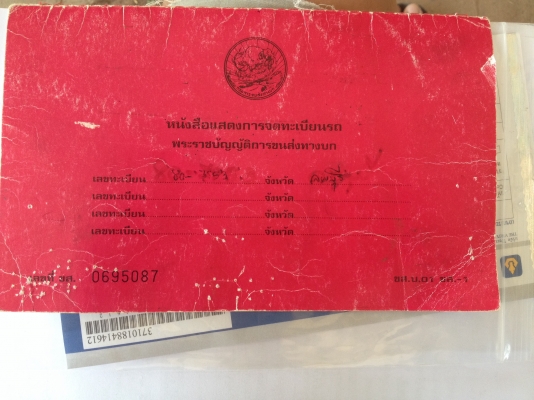 หนังสือแสดงการจดทะเบียนรถ
พระราชบัญญัติการขนส่งทางบก
เลขทะเบียน จังหวัด
เลขทะเบียน จังหวัด
เลขทะเบียน จังหวัด
เลขทะเบียน จังหวัด
เลขที่ ขส. 0695087
3710188414612